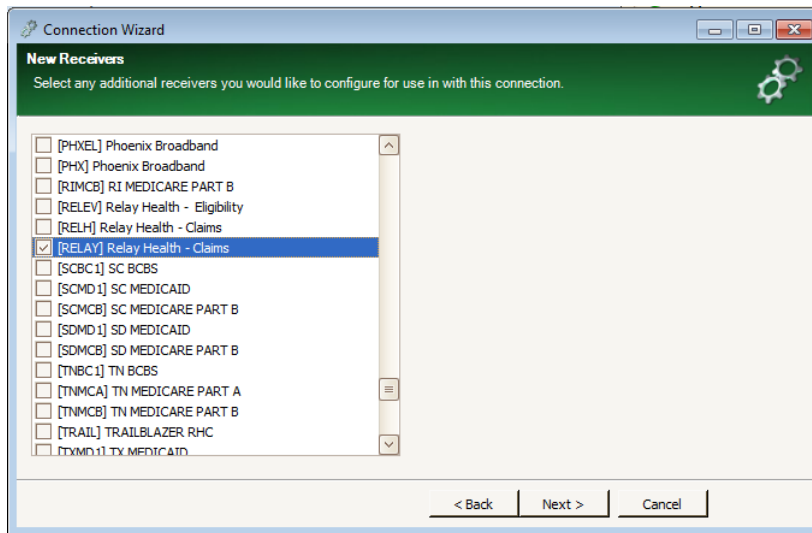 Connection Wizard
New Receivers
Select any additional receivers you would like to configure for use in with this connection.
[PHXEL] Phoenix Broadband
[PHX] Phoenix Broadband
[RIMCB] RI MEDICARE PART B
[RELEV] Relay Health - Eligibility
[RELH] Relay Health - Claims
[RELAY] Relay Health - Claims
[SCBC1] SC BCBS
[SCMD1] SC MEDICAID
[SCMCB] SC MEDICARE PART B
[SDMD1] SD MEDICAID
[SDMCB] SD MEDICARE PART B
[TNBC1] TN BCBS
[TNMCA] TN MEDICARE PART A
[TNMCB] TN MEDICARE PART B
[TRAIL] TRAILBLAZER RHC
[TXMD1] TX MEDICAID
< Back Next > Cancel